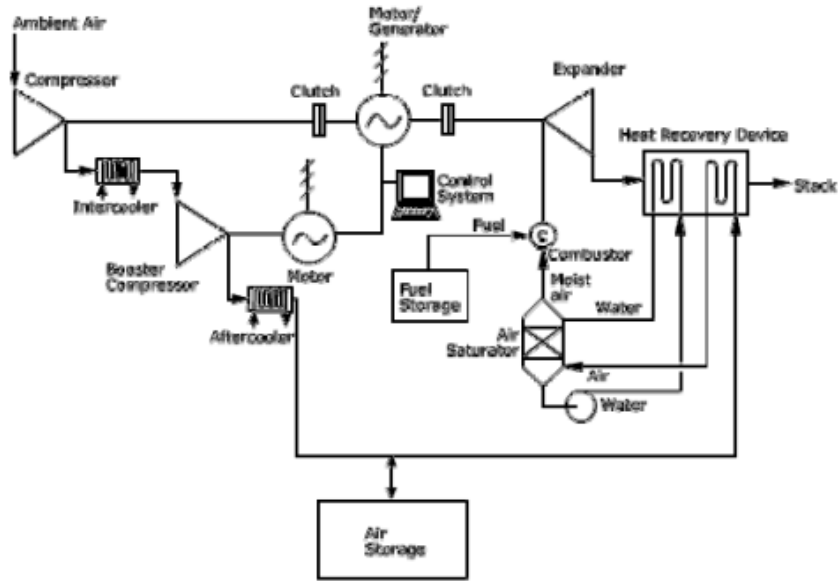 Ambient Air
Compressor
Motor/
Generator
Clutch
Clutch
Expander
Heat Recovery Device
Stack
Intercooler
Control
System
Booster
Compressor
Motor
Fuel
C
Combustor
Fuel
Storage
Moist
air
Water
Aftercooler
Air
Saturator
Air
Water
Air
Storage